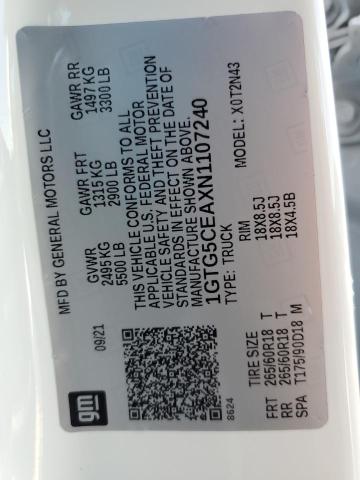 MFD BY GENERAL MOTORS LLC
09/21
GVWR
2495 KG
5500 LB
GAWR FRT
1315 KG
2900 LB
GAWR RR
1497 KG
3300 LB
THIS VEHICLE CONFORMS TO ALL
APPLICABLE U.S. FEDERAL MOTOR
VEHICLE SAFETY AND THEFT PREVENTION
STANDARDS IN EFFECT ON THE DATE OF
MANUFACTURE SHOWN ABOVE.
1GTG5CEAXN1107240
TYPE: TRUCK
MODEL: X0T2N43
gm
8624
TIRE SIZE RIM
FRT 265/60R18 T 18X8.5J
RR 265/60R18 T 18X8.5J
SPA T175/90D18 M 18X4.5B